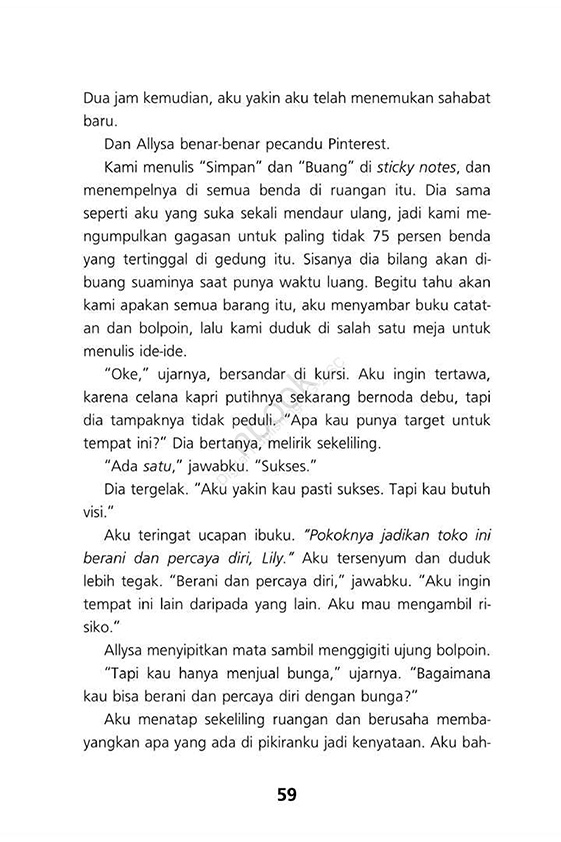 Dua jam kemudian, aku yakin aku telah menemukan sahabat
baru.
Dan Allysa benar-benar pecandu Pinterest.
Kami menulis “Simpan” dan “Buang” di sticky notes, dan
menempelnya di semua benda di ruangan itu. Dia sama
seperti aku yang suka sekali mendaur ulang, jadi kami me-
ngumpulkan gagasan untuk paling tidak 75 persen benda
yang tertinggal di gedung itu. Sisanya dia bilang akan di-
buang suaminya saat punya waktu luang. Begitu tahu akan
kami apakan semua barang itu, aku menyambar buku catat-
an dan bolpoin, lalu kami duduk di salah satu meja untuk
menulis ide-ide.
“Oke,” ujarnya, bersandar di kursi. Aku ingin tertawa,
karena celana kapri putihnya sekarang bernoda debu, tapi
dia tampaknya tidak peduli. “Apa kau punya target untuk
tempat ini?” Dia bertanya, melirik sekeliling.
“Ada satu,” jawabku. “Sukses.”
Dia tergelak. “Aku yakin kau pasti sukses. Tapi kau butuh
visi.”
Aku teringat ucapan ibuku. “Pokoknya jadikan toko ini
berani dan percaya diri, Lily.” Aku tersenyum dan duduk
lebih tegak. “Berani dan percaya diri,” jawabku. “Aku ingin
tempat ini lain daripada yang lain. Aku mau mengambil ri-
siko.”
Allysa menyipitkan mata sambil menggigiti ujung bolpoin.
“Tapi kau hanya menjual bunga,” ujarnya. “Bagaimana
kau bisa berani dan percaya diri dengan bunga?”
Aku menatap sekeliling ruangan dan berusaha memba-
yangkan apa yang ada di pikiranku jadi kenyataan. Aku bah-
59